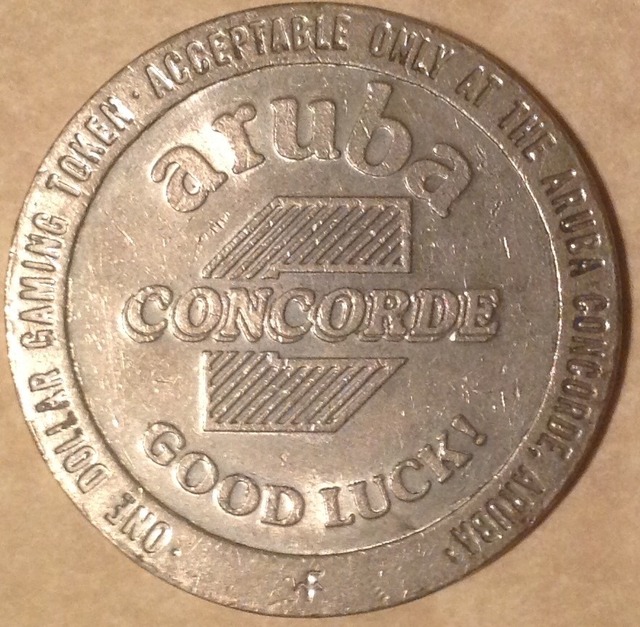 · ONE DOLLAR GAMING TOKEN · ACCEPTABLE ONLY AT THE ARUBA CONCORDE, ARUBA ·
aruba
CONCORDE
GOOD LUCK!